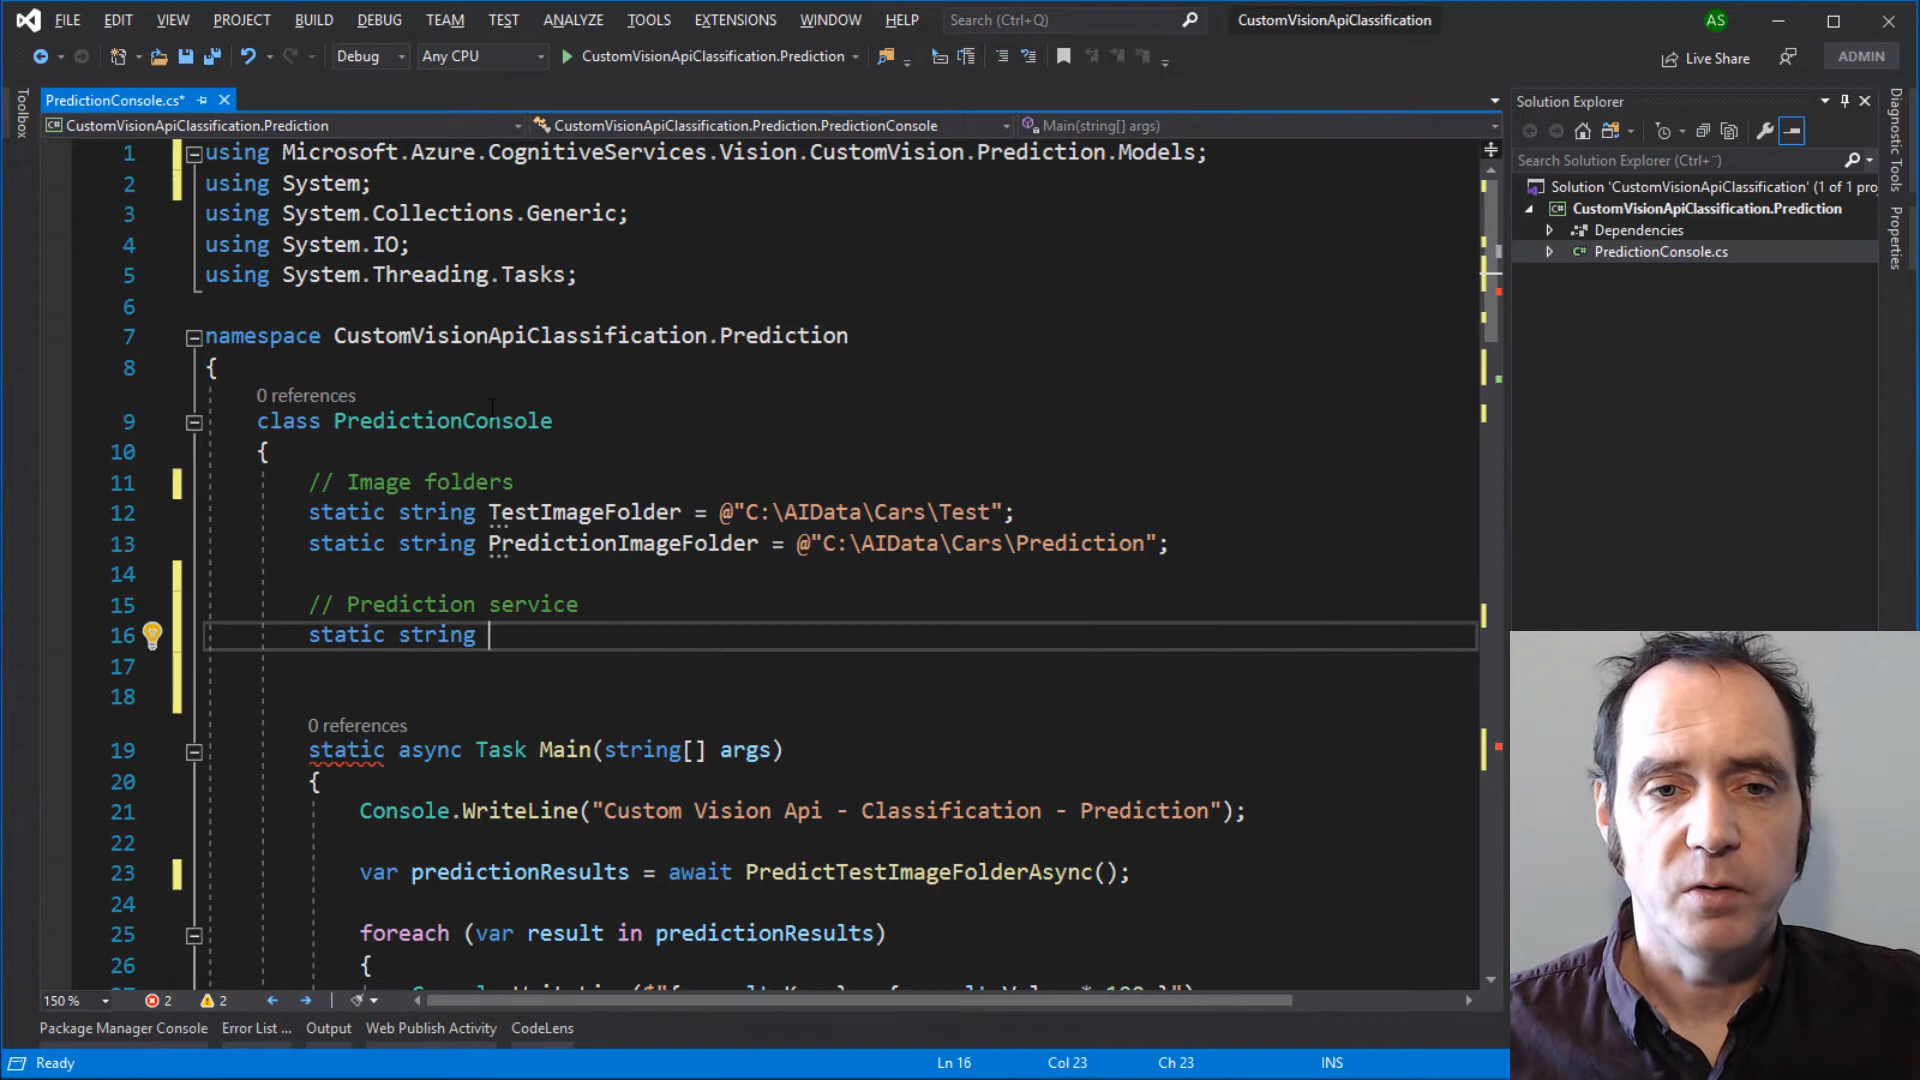 FILE EDIT VIEW PROJECT BUILD DEBUG TEAM TEST ANALYZE TOOLS EXTENSIONS WINDOW HELP Search (Ctrl+Q) CustomVisionApiClassification AS
Debug Any CPU CustomVisionApiClassification.Prediction Live Share ADMIN
Toolbox
PredictionConsole.cs*
CustomVisionApiClassification.Prediction CustomVisionApiClassification.Prediction.PredictionConsole Main(string[] args)
1 using Microsoft.Azure.CognitiveServices.Vision.CustomVision.Prediction.Models;
2 using System;
3 using System.Collections.Generic;
4 using System.IO;
5 using System.Threading.Tasks;
6
7 namespace CustomVisionApiClassification.Prediction
8 {
0 references
9 class PredictionConsole
10 {
11 // Image folders
12 static string TestImageFolder = @"C:\AIData\Cars\Test";
13 static string PredictionImageFolder = @"C:\AIData\Cars\Prediction";
14
15 // Prediction service
16 static string
17
18
0 references
19 static async Task Main(string[] args)
20 {
21 Console.WriteLine("Custom Vision Api - Classification - Prediction");
22
23 var predictionResults = await PredictTestImageFolderAsync();
24
25 foreach (var result in predictionResults)
26 {
150 % 2 2
Package Manager Console Error List ... Output Web Publish Activity CodeLens
Ready Ln 16 Col 23 Ch 23 INS
Solution Explorer
Search Solution Explorer (Ctrl+¨)
Solution 'CustomVisionApiClassification' (1 of 1 proj
CustomVisionApiClassification.Prediction
Dependencies
PredictionConsole.cs
Diagnostic Tools
Properties